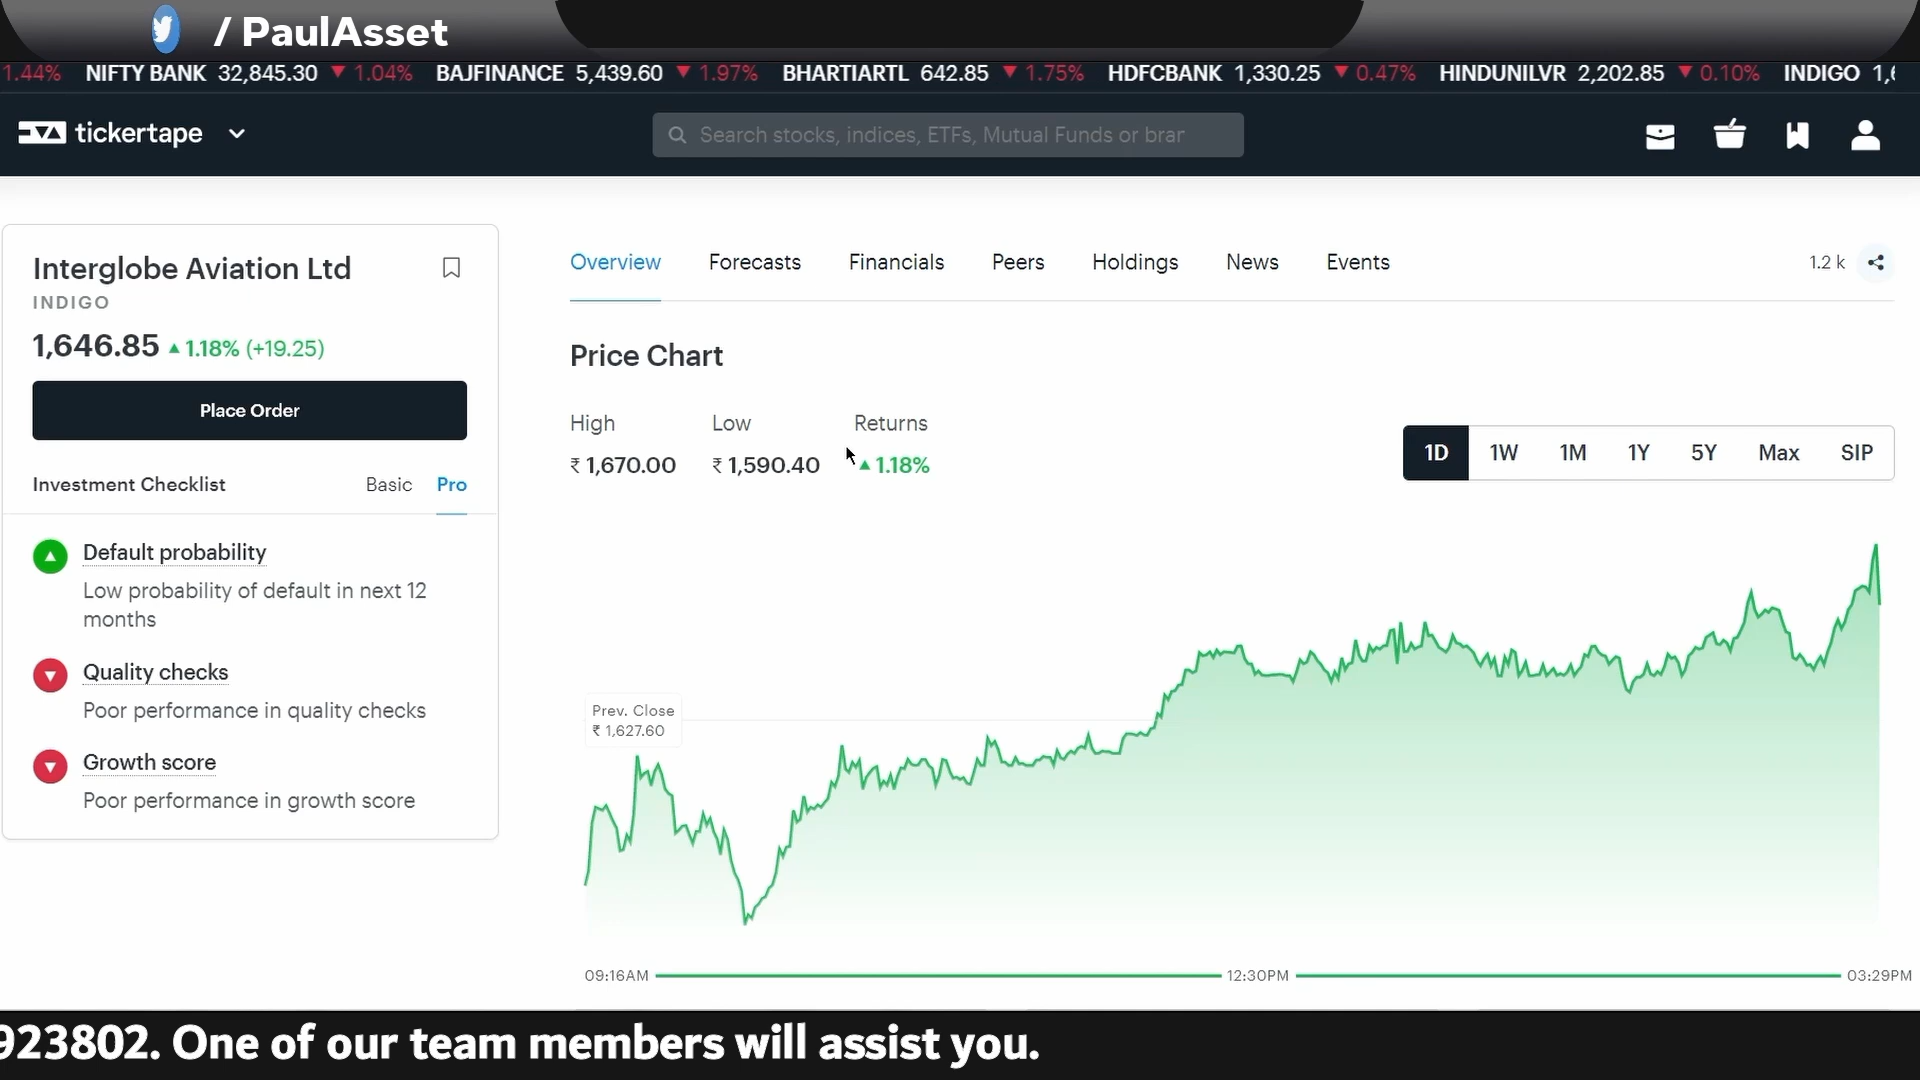 / PaulAsset
1.44% NIFTY BANK 32,845.30 ▼ 1.04% BAJFINANCE 5,439.60 ▼ 1.97% BHARTIARTL 642.85 ▼ 1.75% HDFCBANK 1,330.25 ▼ 0.47% HINDUNILVR 2,202.85 ▼ 0.10% INDIGO
tickertape
Search stocks, indices, ETFs, Mutual Funds or brar
Interglobe Aviation Ltd
INDIGO
1,646.85 ▲ 1.18% (+19.25)
Place Order
Investment Checklist Basic Pro
Default probability
Low probability of default in next 12
months
Quality checks
Poor performance in quality checks
Growth score
Poor performance in growth score
Overview Forecasts Financials Peers Holdings News Events 1.2 k
Price Chart
High Low Returns
₹ 1,670.00 ₹ 1,590.40 ▲ 1.18%
1D 1W 1M 1Y 5Y Max SIP
Prev. Close
₹ 1,627.60
09:16AM 12:30PM 03:29PM
923802. One of our team members will assist you.